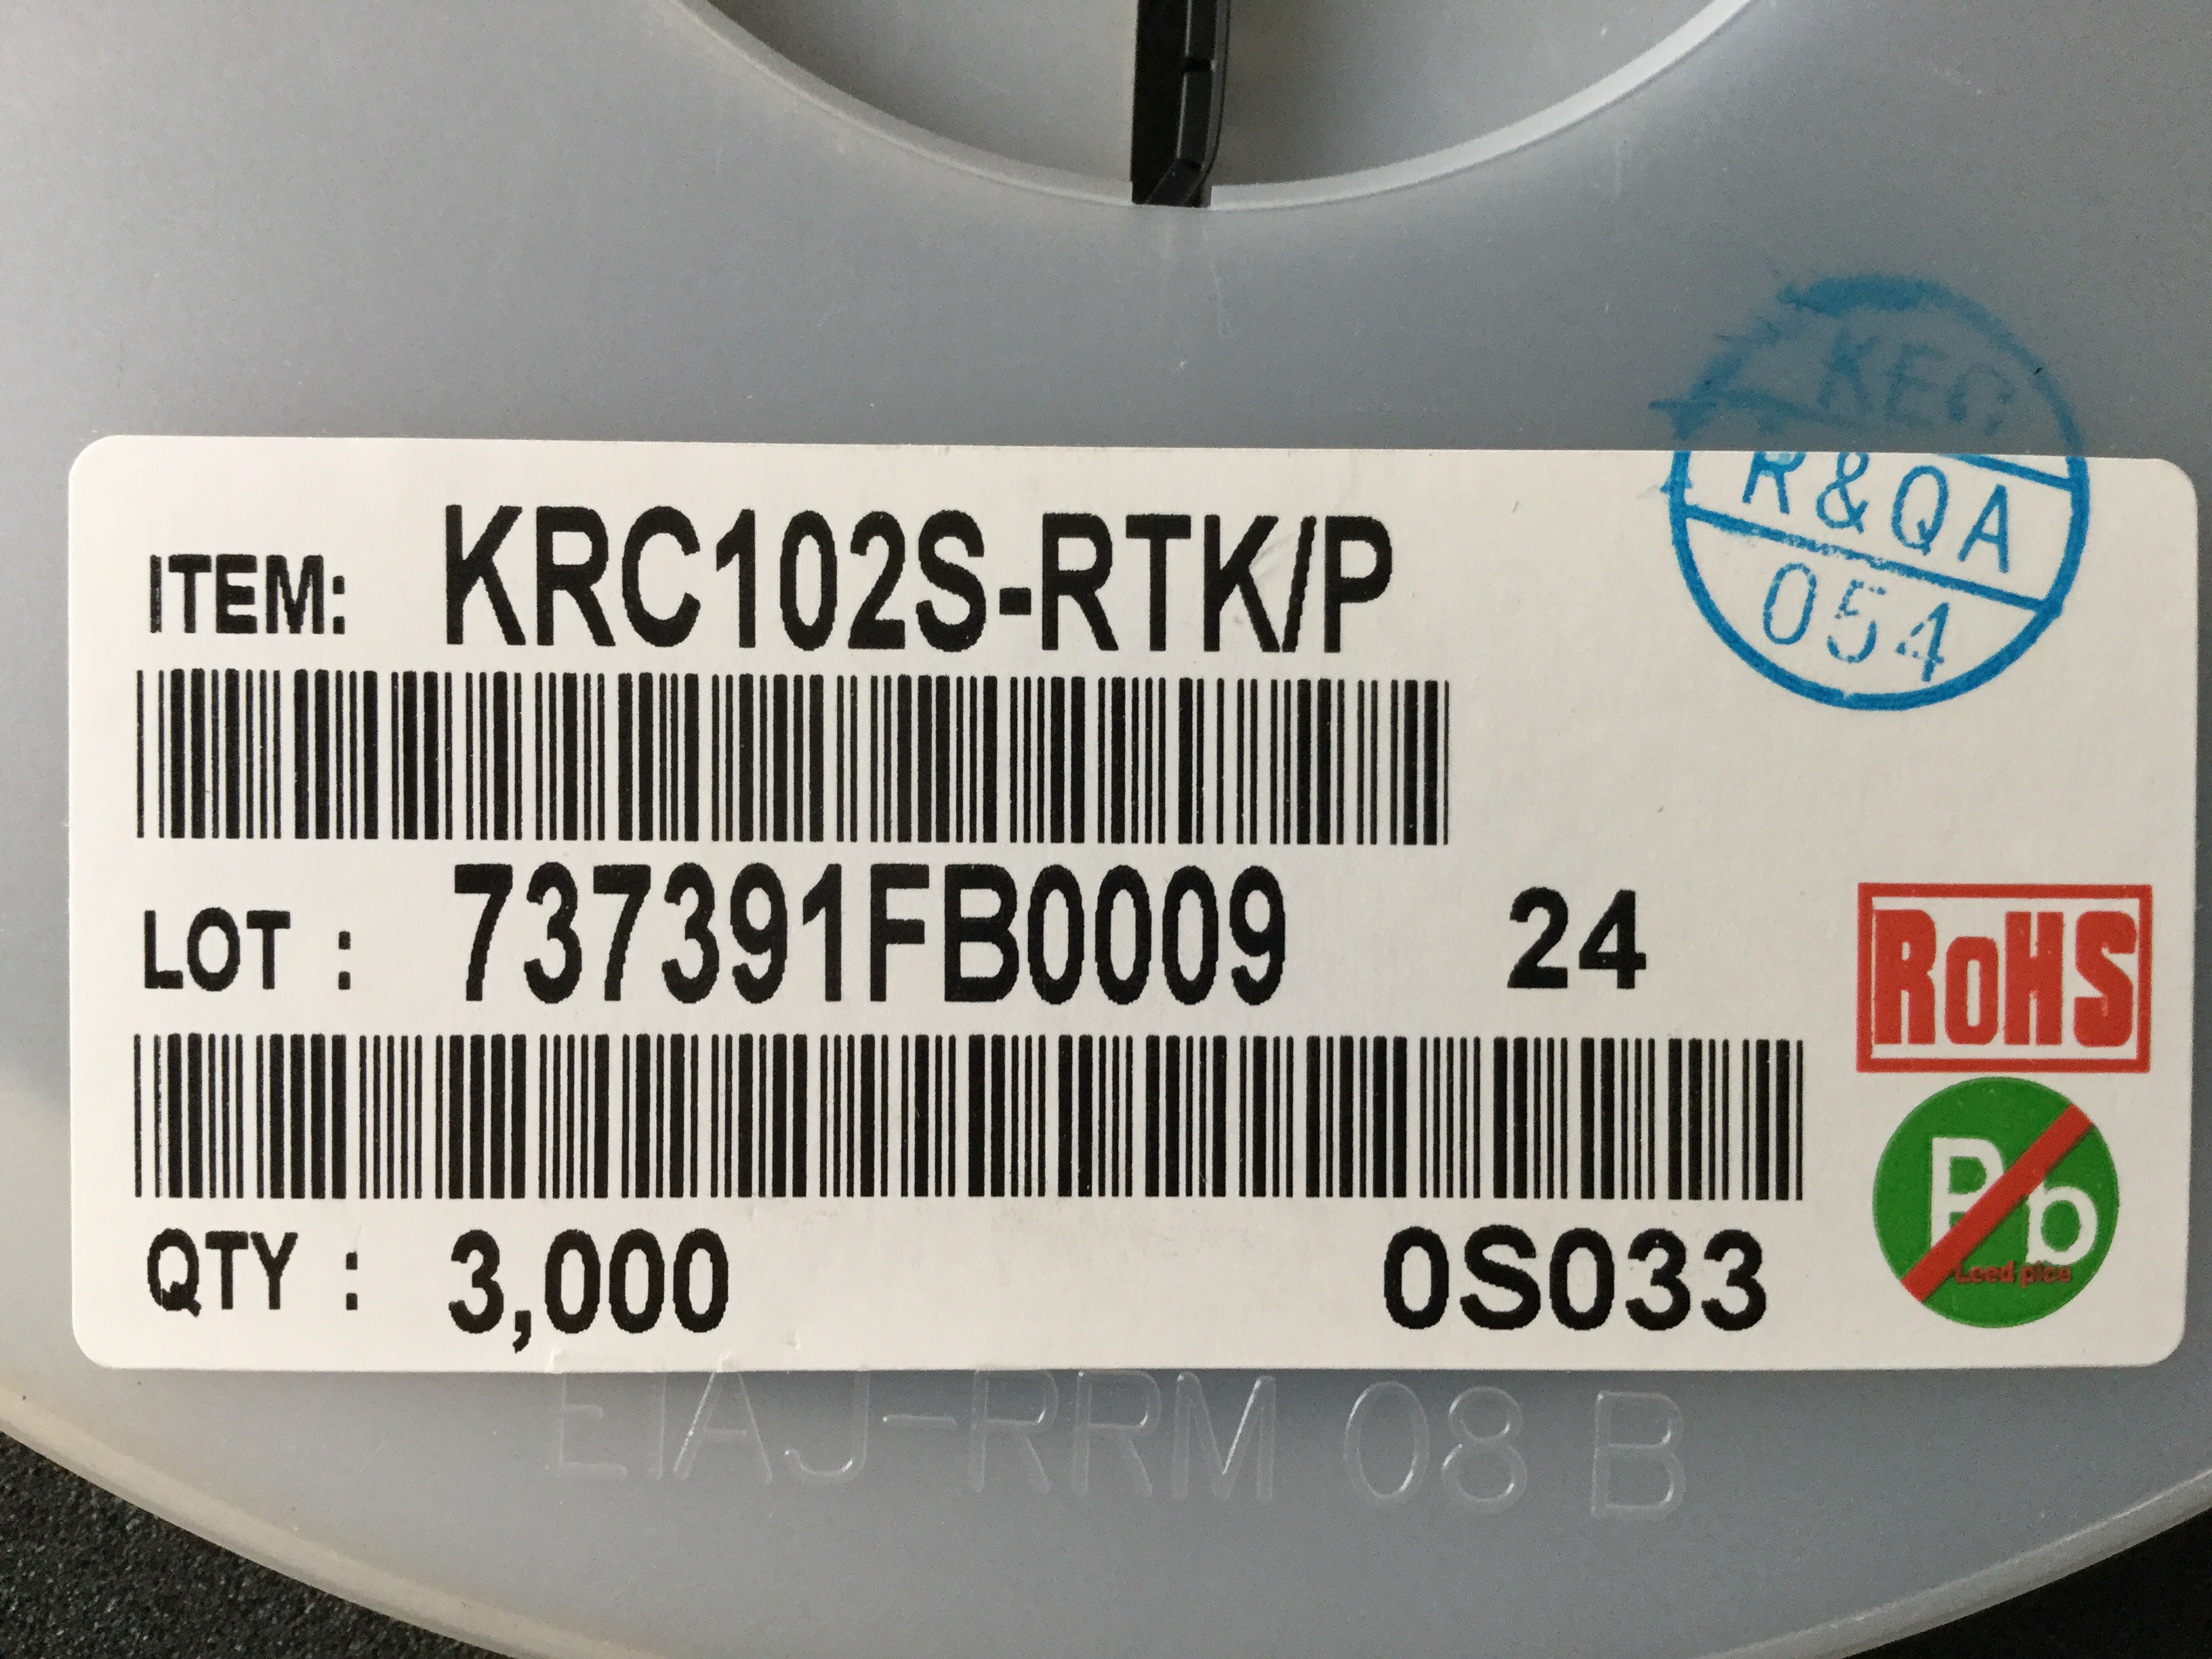 KEC
R&QA
054
ITEM: KRC102S-RTK/P
LOT : 737391FB0009 24
RoHS
Pb
QTY : 3,000 0S033
EIAJ-RRM 08 B